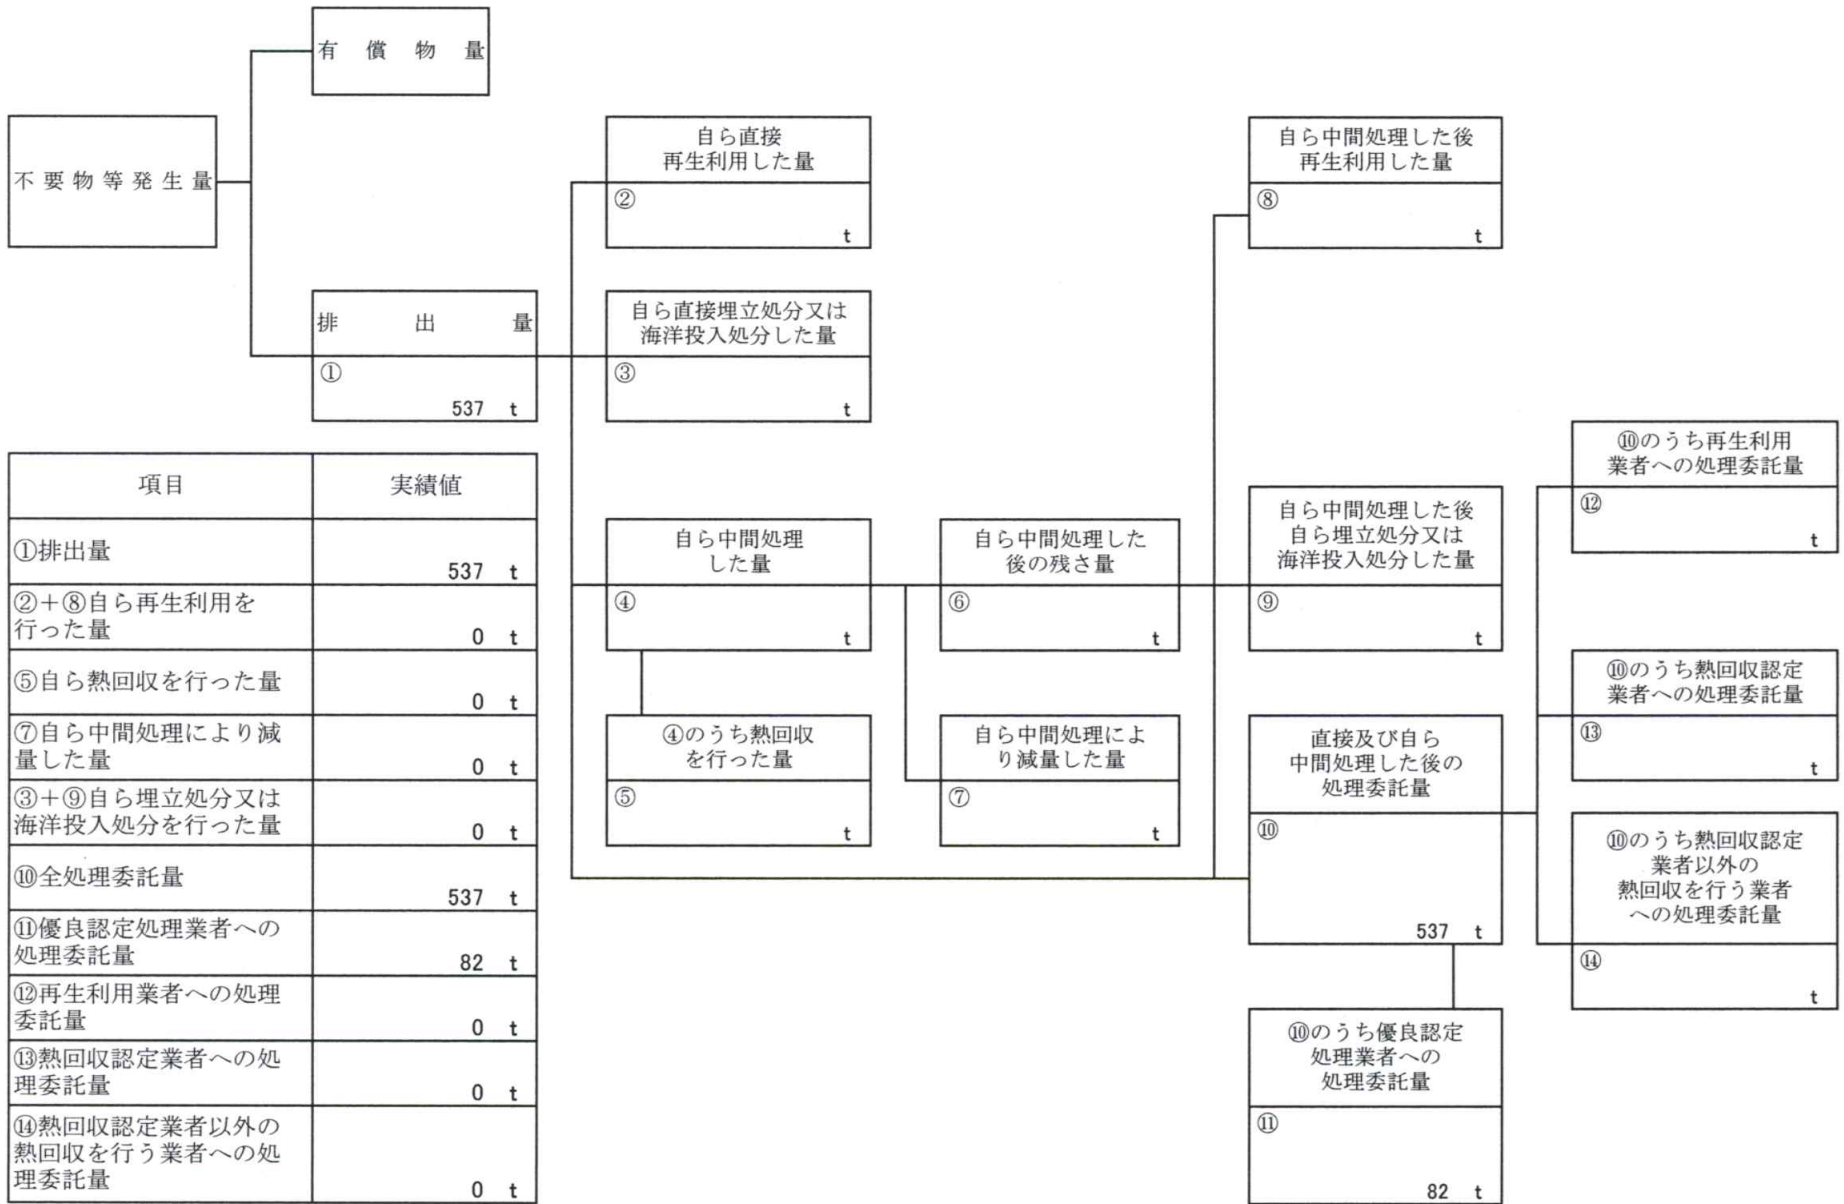 有償物量
不要物等発生量
自ら直接
再生利用した量
②
t
自ら中間処理した後
再生利用した量
⑧
t
排出量
①
537 t
自ら直接埋立処分又は
海洋投入処分した量
③
t
項目 実績値
①排出量
537 t
②+⑧自ら再生利用を
行った量
0 t
⑤自ら熱回収を行った量
0 t
⑦自ら中間処理により減
量した量
0 t
③+⑨自ら埋立処分又は
海洋投入処分を行った量
0 t
⑩全処理委託量
537 t
⑪優良認定処理業者への
処理委託量
82 t
⑫再生利用業者への処理
委託量
0 t
⑬熱回収認定業者への処
理委託量
0 t
⑭熱回収認定業者以外の
熱回収を行う業者への処
理委託量
0 t
自ら中間処理
した量
④
t
④のうち熱回収
を行った量
⑤
t
自ら中間処理した
後の残さ量
⑥
t
自ら中間処理によ
り減量した量
⑦
t
自ら中間処理した後
自ら埋立処分又は
海洋投入処分した量
⑨
t
直接及び自ら
中間処理した後の
処理委託量
⑩
537 t
⑩のうち優良認定
処理業者への
処理委託量
⑪
82 t
⑩のうち再生利用
業者への処理委託量
⑫
t
⑩のうち熱回収認定
業者への処理委託量
⑬
t
⑩のうち熱回収認定
業者以外の
熱回収を行う業者
への処理委託量
⑭
t